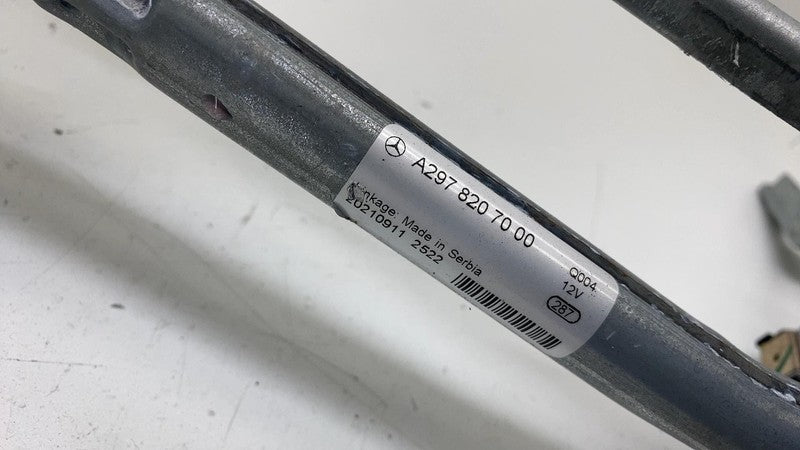 A297 820 70 00
Linkage: Made in Serbia
20210911 2522
Q004
12V
287